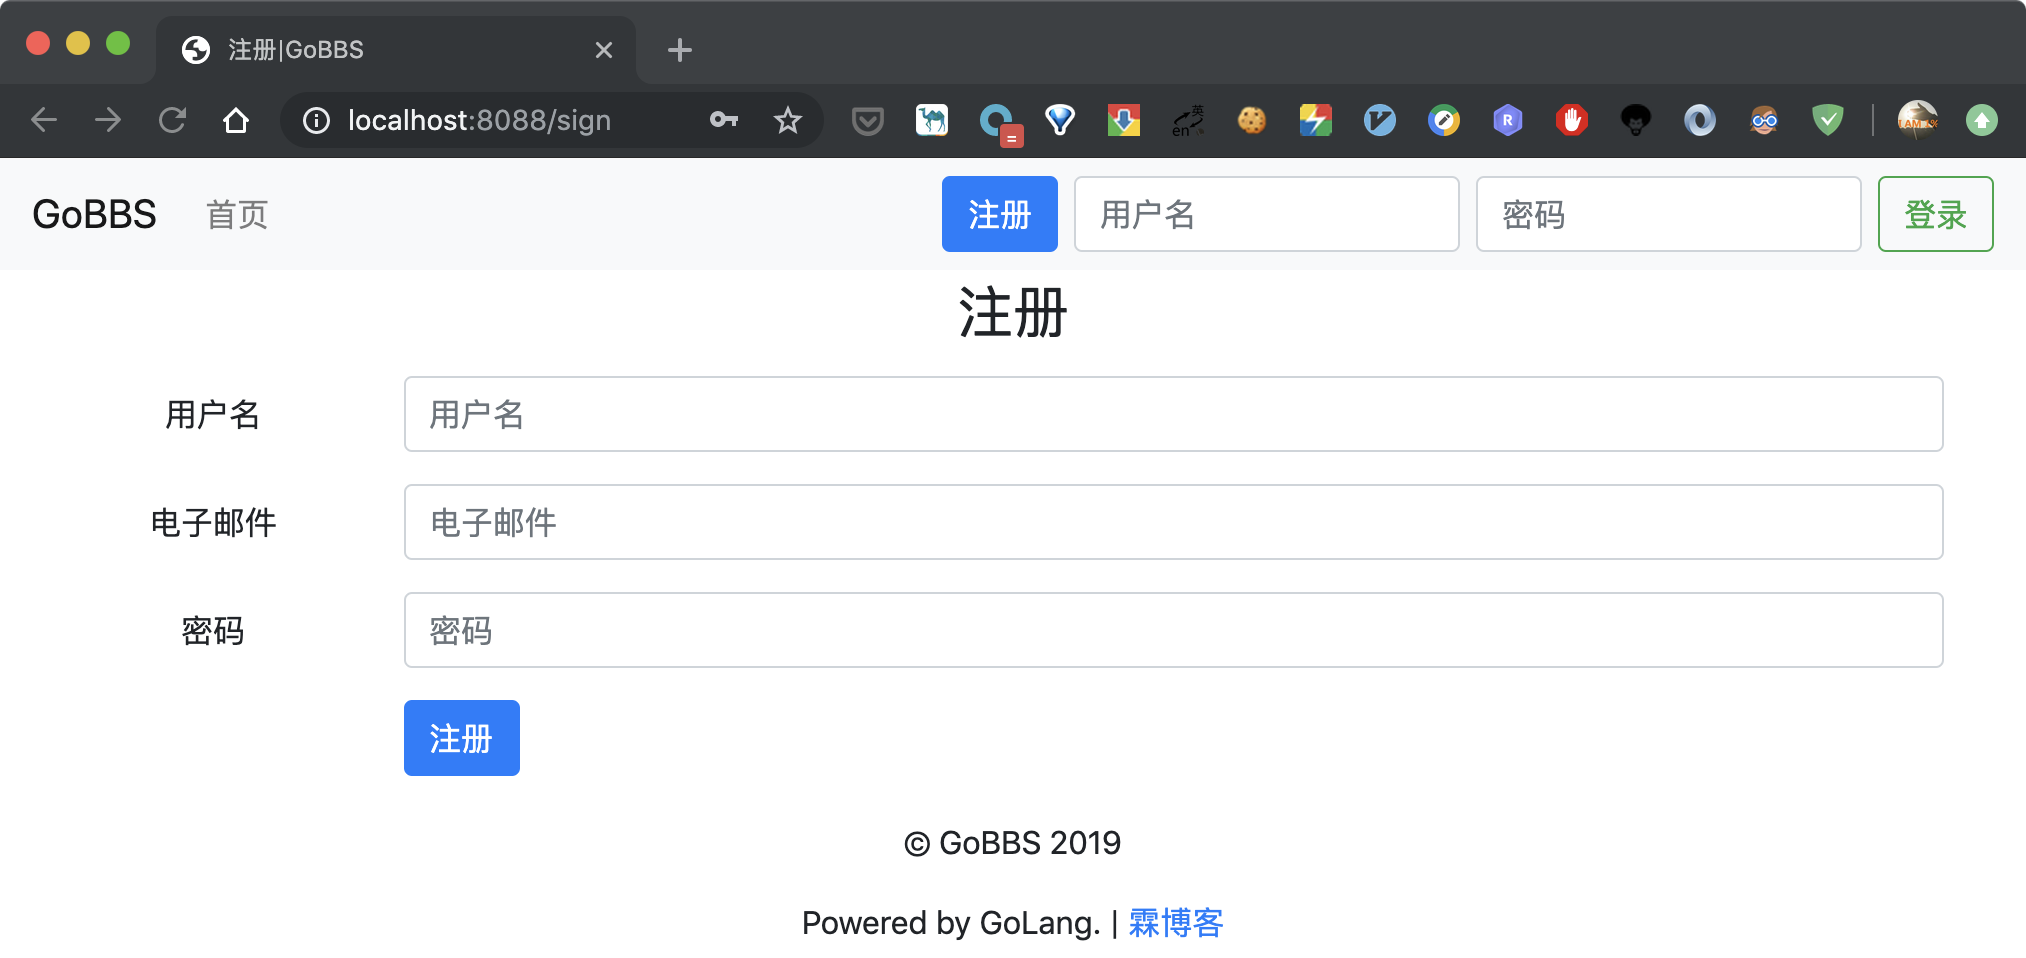 注册|GoBBS
localhost:8088/sign
英
en
R
GoBBS 首页 注册 用户名 密码 登录
注册
用户名 用户名
电子邮件 电子邮件
密码 密码
注册
© GoBBS 2019
Powered by GoLang. | 霖博客